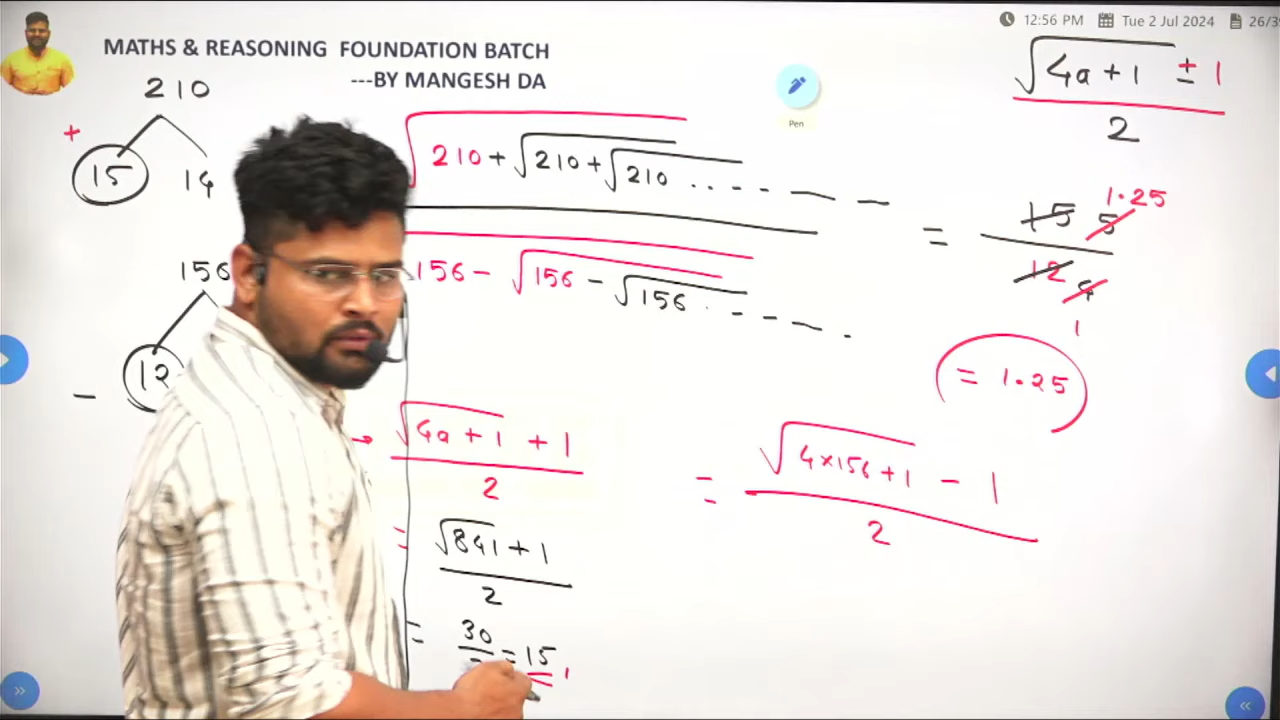 12:56 PM Tue 2 Jul 2024
MATHS & REASONING FOUNDATION BATCH
---BY MANGESH DA
Pen
√4a + 1 ± 1
2
210
+
15 14
√210 + √210 + √210 ..... - - - -
156
√156 - √156 . - - - .
156 -
12
-
=
15 5 1.25
12 4
1
= 1.25
→ √4a + 1 + 1
2
= √841 + 1
2
= 30 = 15
= √4×156+1 - 1
2